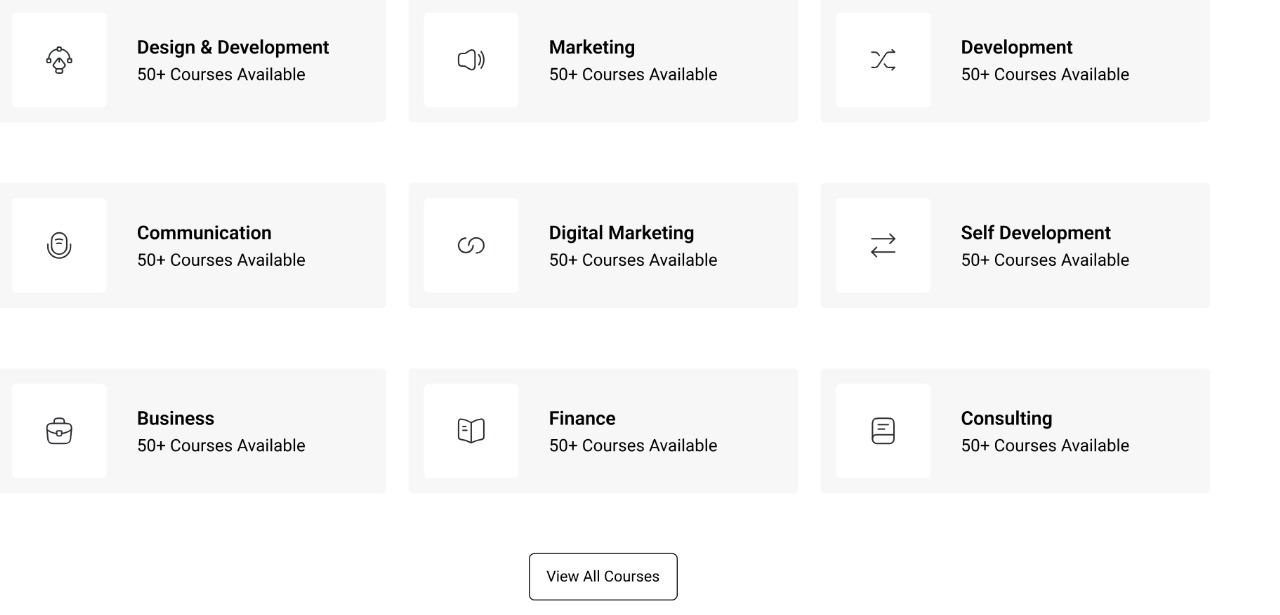 Design & Development
50+ Courses Available
Marketing
50+ Courses Available
Development
50+ Courses Available
Communication
50+ Courses Available
Digital Marketing
50+ Courses Available
Self Development
50+ Courses Available
Business
50+ Courses Available
Finance
50+ Courses Available
Consulting
50+ Courses Available
View All Courses